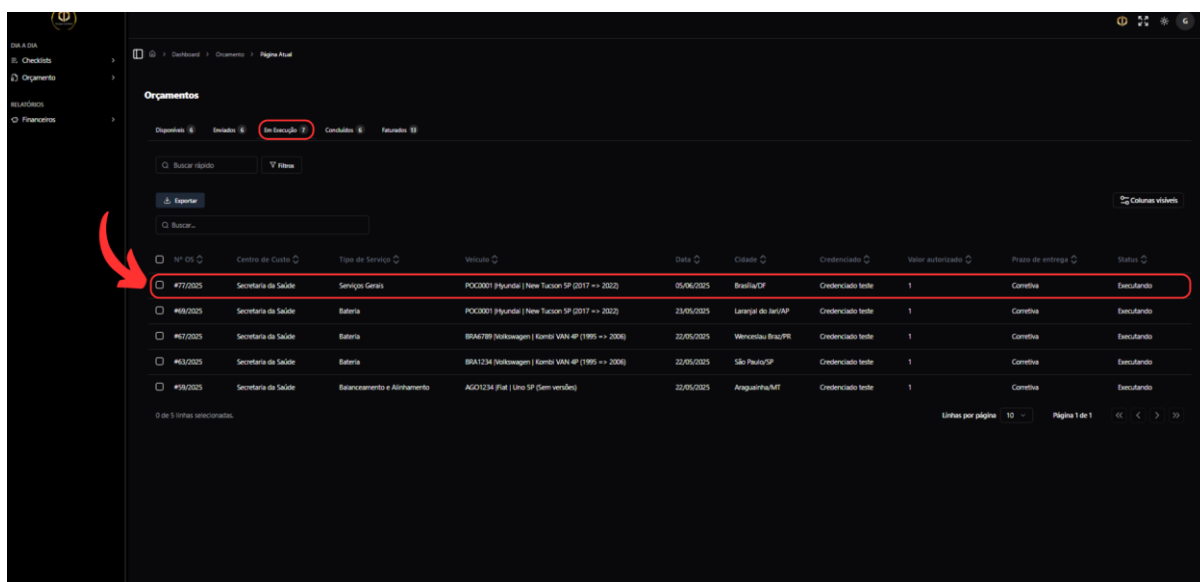 G
DIA A DIA
Checklists
Orçamento
RELATÓRIOS
Financeiros
Dashboard > Orcamento > Página Atual
Orçamentos
Disponíveis 6 Enviados 6 Em Execução 7 Concluídos 6 Faturados 13
Buscar rápido Filtros
Exportar Colunas visíveis
Buscar...
Nº OS Centro de Custo Tipo de Serviço Veículo Data Cidade Credenciado Valor autorizado Prazo de entrega Status
#77/2025 Secretaria da Saúde Serviços Gerais POC0001 (Hyundai | New Tucson 5P (2017 => 2022) 05/06/2025 Brasília/DF Credenciado teste 1 Corretiva Executando
#69/2025 Secretaria da Saúde Bateria POC0001 (Hyundai | New Tucson 5P (2017 => 2022) 23/05/2025 Laranjal do Jari/AP Credenciado teste 1 Corretiva Executando
#67/2025 Secretaria da Saúde Bateria BRA6789 (Volkswagen | Kombi VAN 4P (1995 => 2006) 22/05/2025 Wenceslau Braz/PR Credenciado teste 1 Corretiva Executando
#63/2025 Secretaria da Saúde Bateria BRA1234 (Volkswagen | Kombi VAN 4P (1995 => 2006) 22/05/2025 São Paulo/SP Credenciado teste 1 Corretiva Executando
#59/2025 Secretaria da Saúde Balanceamento e Alinhamento AGO1234 (Fiat | Uno 5P (Sem versões) 22/05/2025 Araguainha/MT Credenciado teste 1 Corretiva Executando
0 de 5 linhas selecionadas. Linhas por página 10 Página 1 de 1